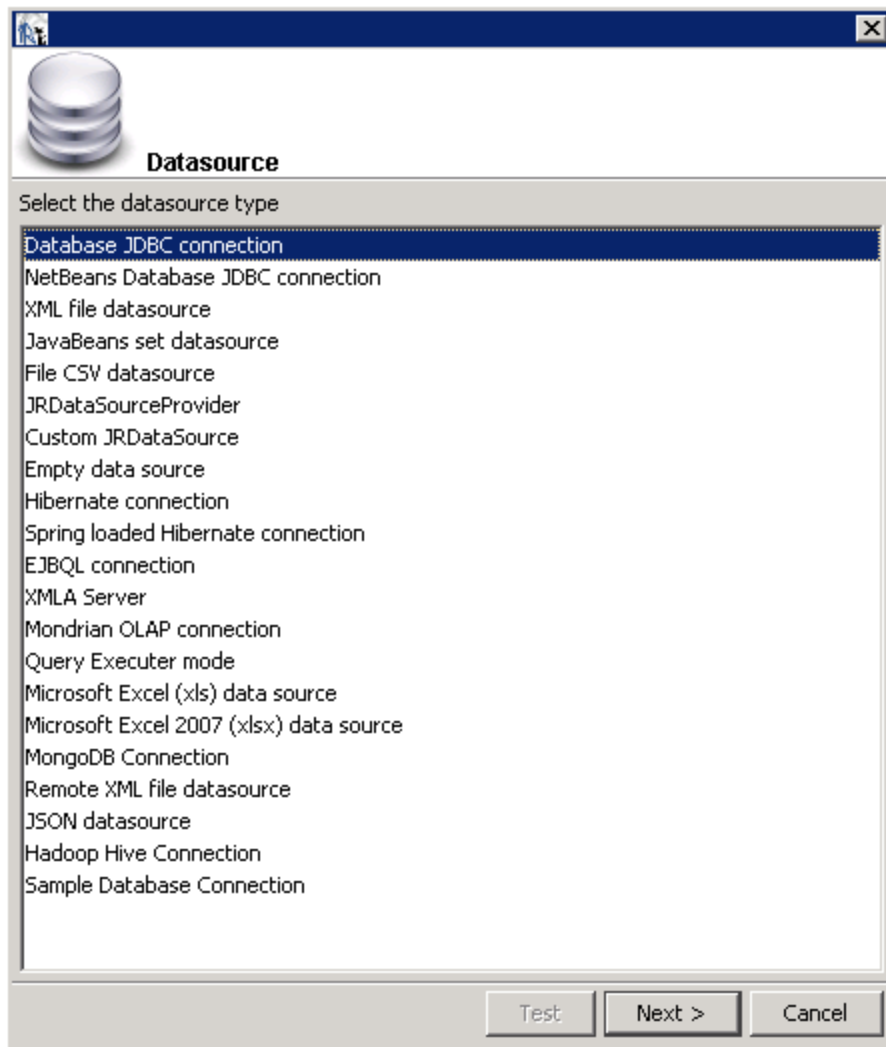 Datasource
Select the datasource type
Database JDBC connection
NetBeans Database JDBC connection
XML file datasource
JavaBeans set datasource
File CSV datasource
JRDataSourceProvider
Custom JRDataSource
Empty data source
Hibernate connection
Spring loaded Hibernate connection
EJBQL connection
XMLA Server
Mondrian OLAP connection
Query Executer mode
Microsoft Excel (xls) data source
Microsoft Excel 2007 (xlsx) data source
MongoDB Connection
Remote XML file datasource
JSON datasource
Hadoop Hive Connection
Sample Database Connection
Test Next > Cancel